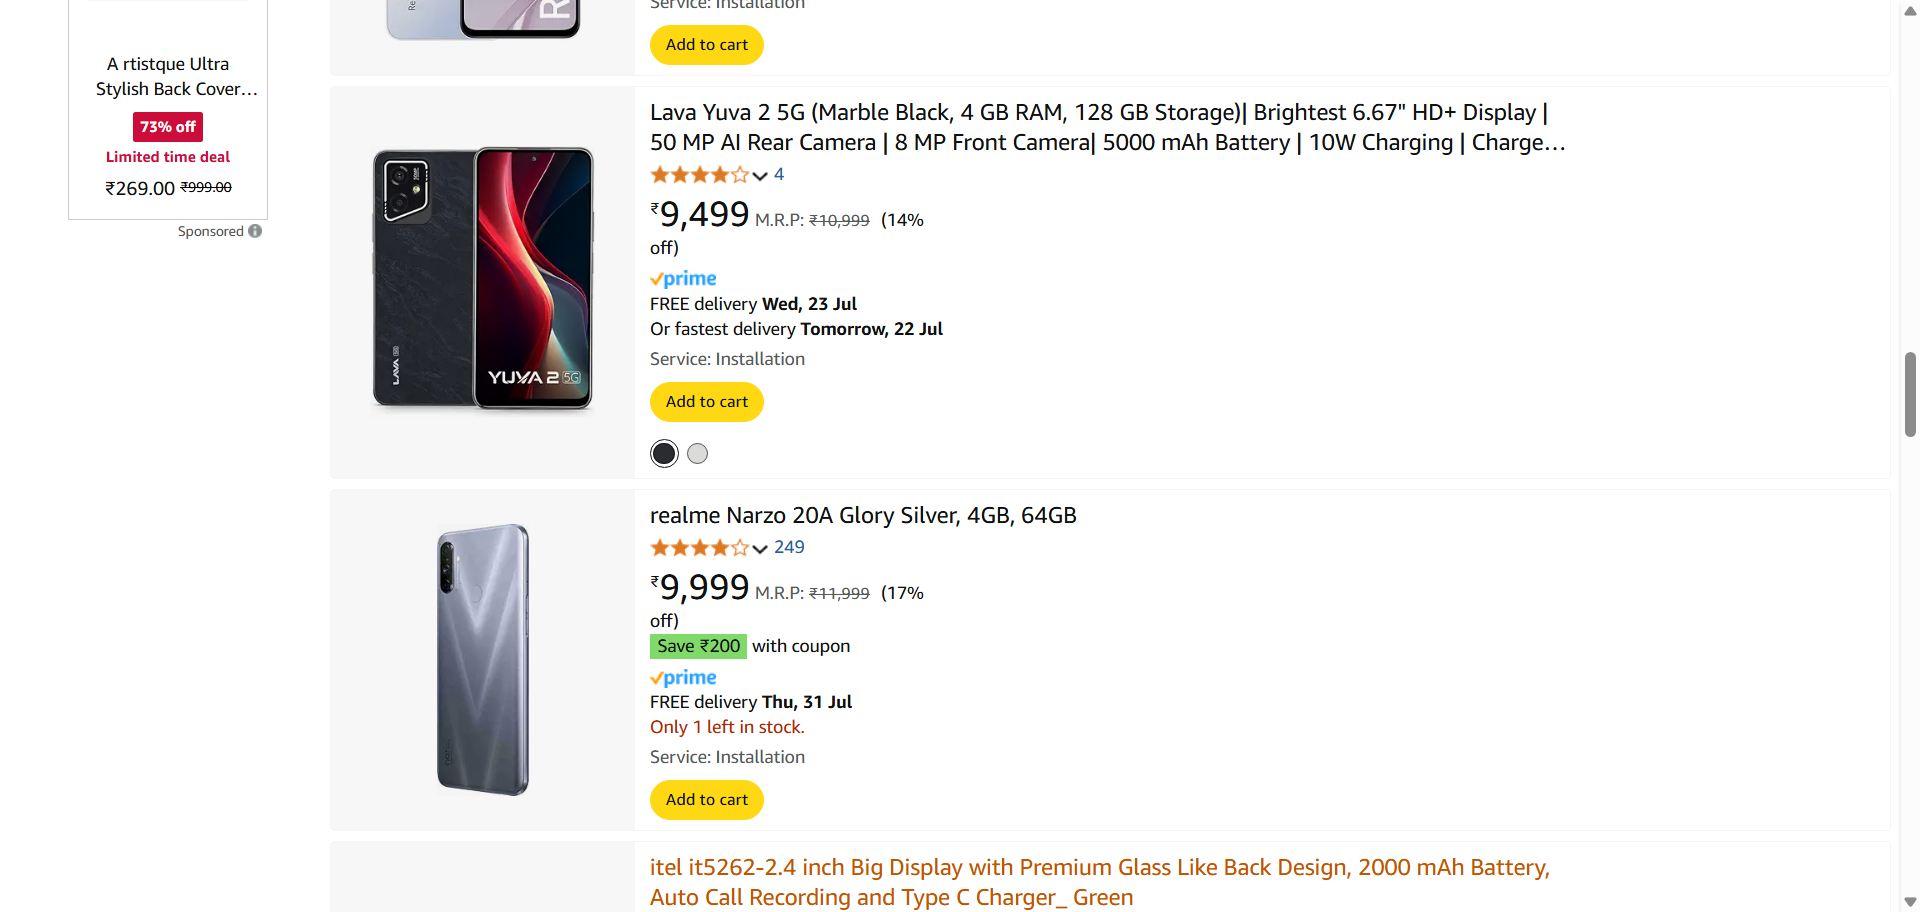 A rtistque Ultra
Stylish Back Cover...
73% off
Limited time deal
₹269.00 ₹999.00
Sponsored
Service: Installation
Add to cart
Lava Yuva 2 5G (Marble Black, 4 GB RAM, 128 GB Storage)| Brightest 6.67" HD+ Display |
50 MP AI Rear Camera | 8 MP Front Camera| 5000 mAh Battery | 10W Charging | Charge...
4
₹9,499 M.R.P: ₹10,999 (14%
off)
prime
FREE delivery Wed, 23 Jul
Or fastest delivery Tomorrow, 22 Jul
Service: Installation
Add to cart
LAVA 5G
YUVA 2 5G
realme Narzo 20A Glory Silver, 4GB, 64GB
249
₹9,999 M.R.P: ₹11,999 (17%
off)
Save ₹200 with coupon
prime
FREE delivery Thu, 31 Jul
Only 1 left in stock.
Service: Installation
Add to cart
itel it5262-2.4 inch Big Display with Premium Glass Like Back Design, 2000 mAh Battery,
Auto Call Recording and Type C Charger_ Green